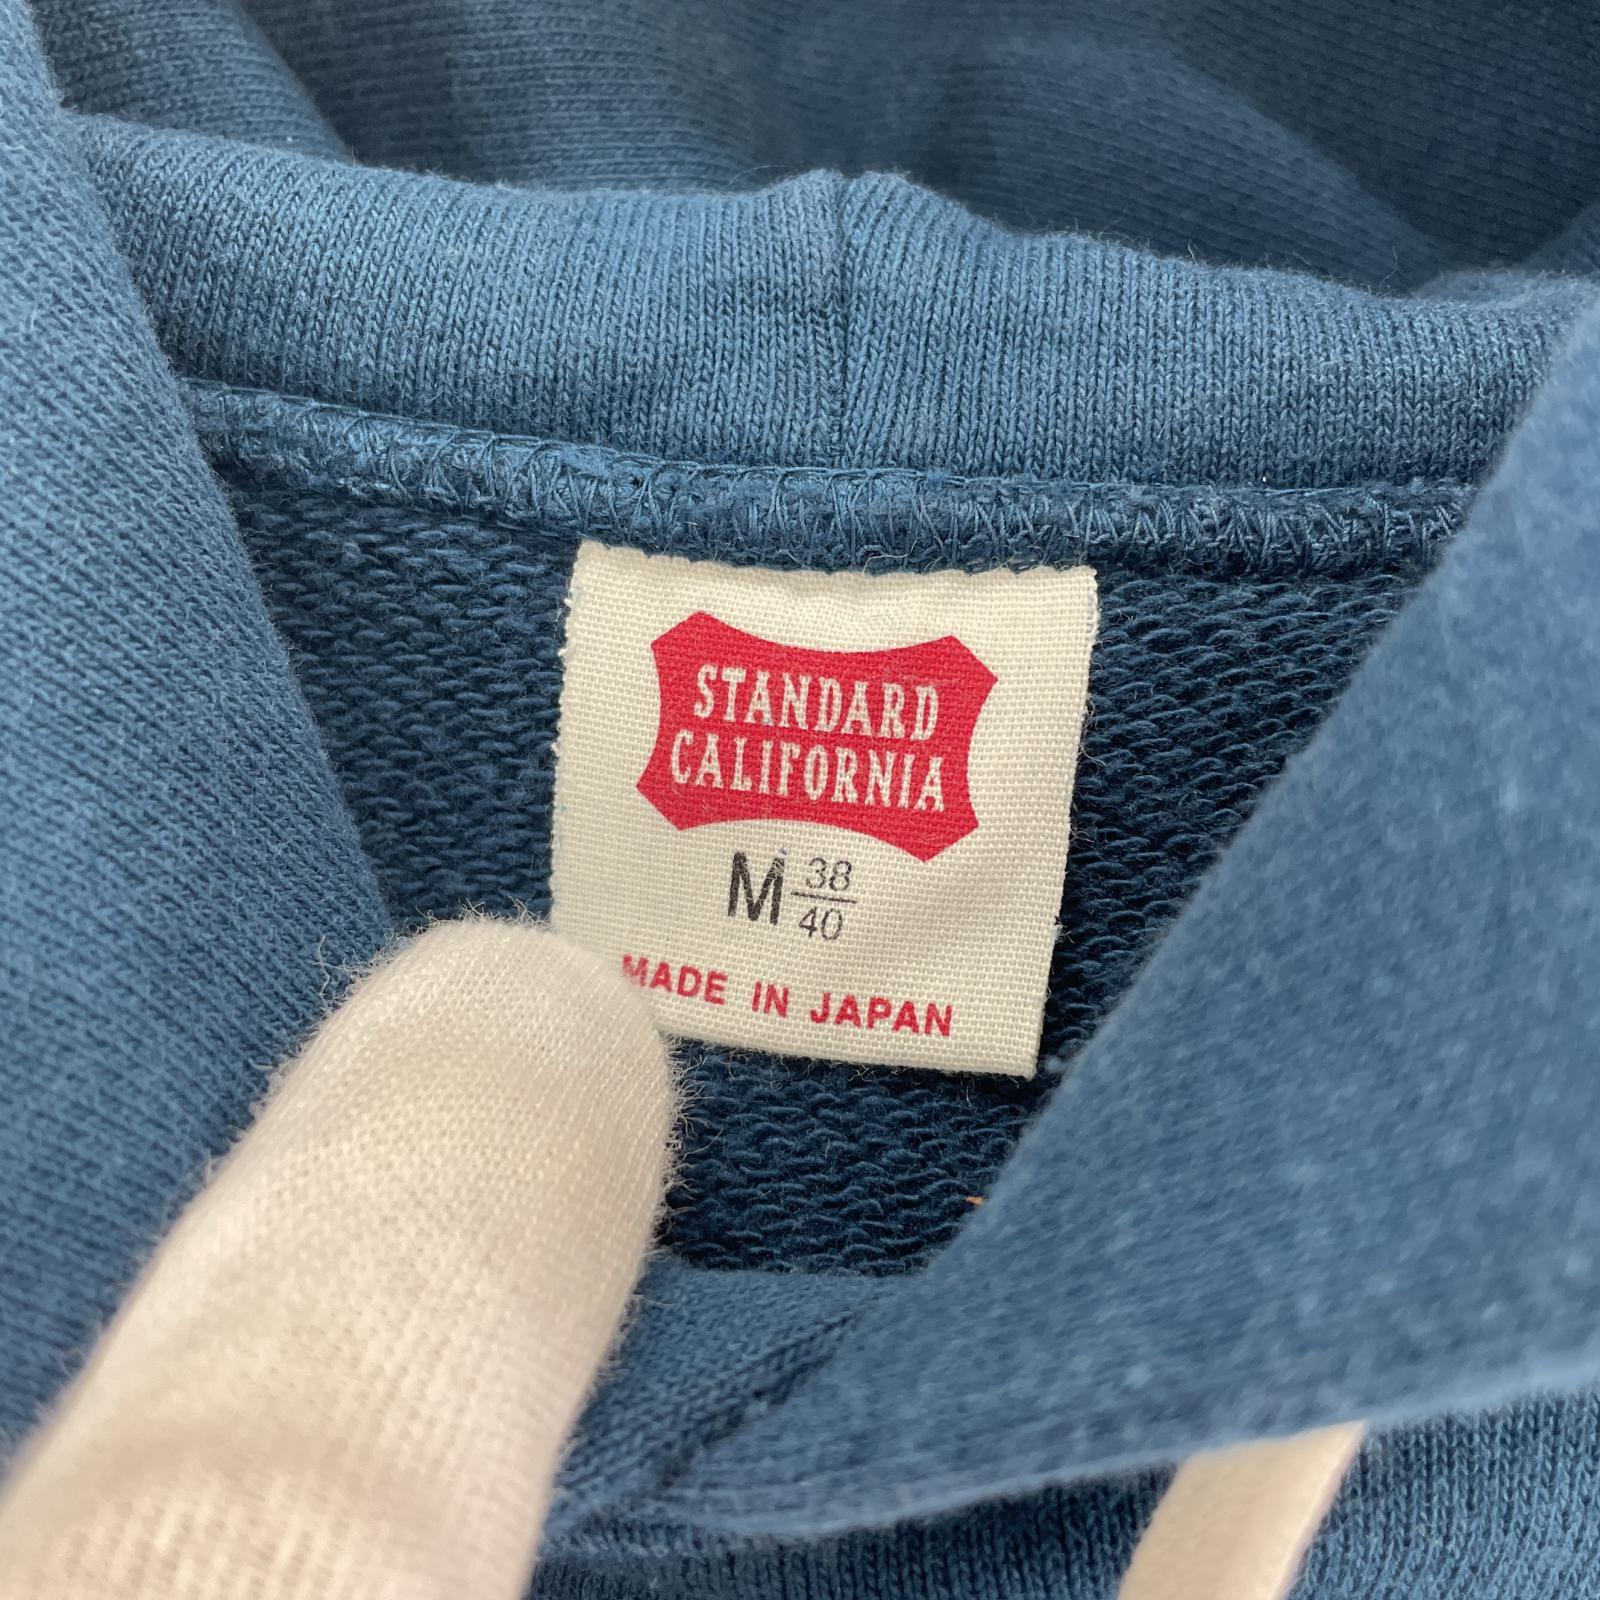 STANDARD
CALIFORNIA
M 38/40
MADE IN JAPAN